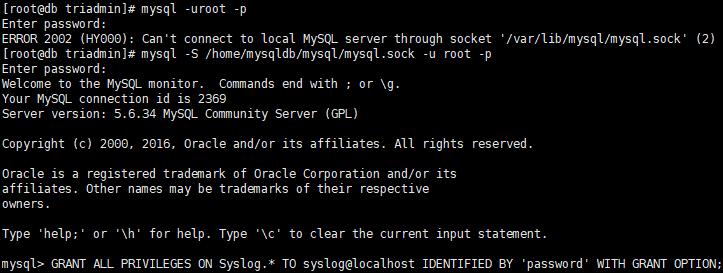 [root@db triadmin]# mysql -uroot -p
Enter password:
ERROR 2002 (HY000): Can't connect to local MySQL server through socket '/var/lib/mysql/mysql.sock' (2)
[root@db triadmin]# mysql -S /home/mysqldb/mysql/mysql.sock -u root -p
Enter password:
Welcome to the MySQL monitor.  Commands end with ; or \g.
Your MySQL connection id is 2369
Server version: 5.6.34 MySQL Community Server (GPL)

Copyright (c) 2000, 2016, Oracle and/or its affiliates. All rights reserved.

Oracle is a registered trademark of Oracle Corporation and/or its
affiliates. Other names may be trademarks of their respective
owners.

Type 'help;' or '\h' for help. Type '\c' to clear the current input statement.

mysql> GRANT ALL PRIVILEGES ON Syslog.* TO syslog@localhost IDENTIFIED BY 'password' WITH GRANT OPTION;